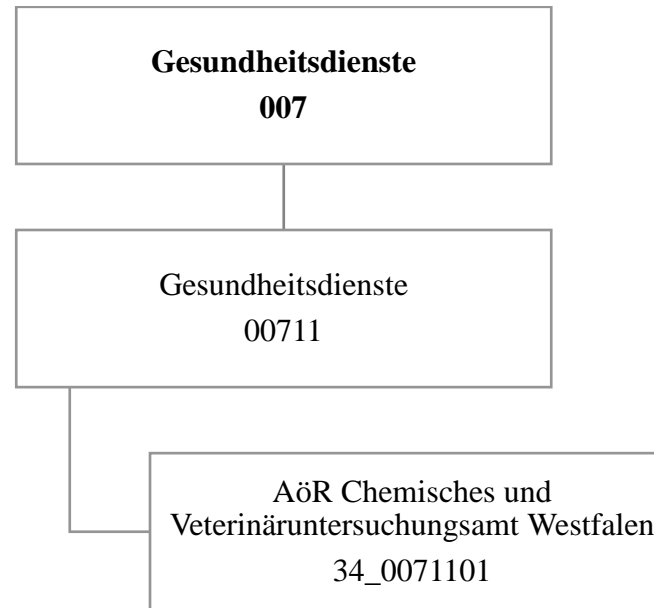 Gesundheitsdienste
007
Gesundheitsdienste
00711
AöR Chemisches und
Veterinäruntersuchungsamt Westfalen
34_0071101